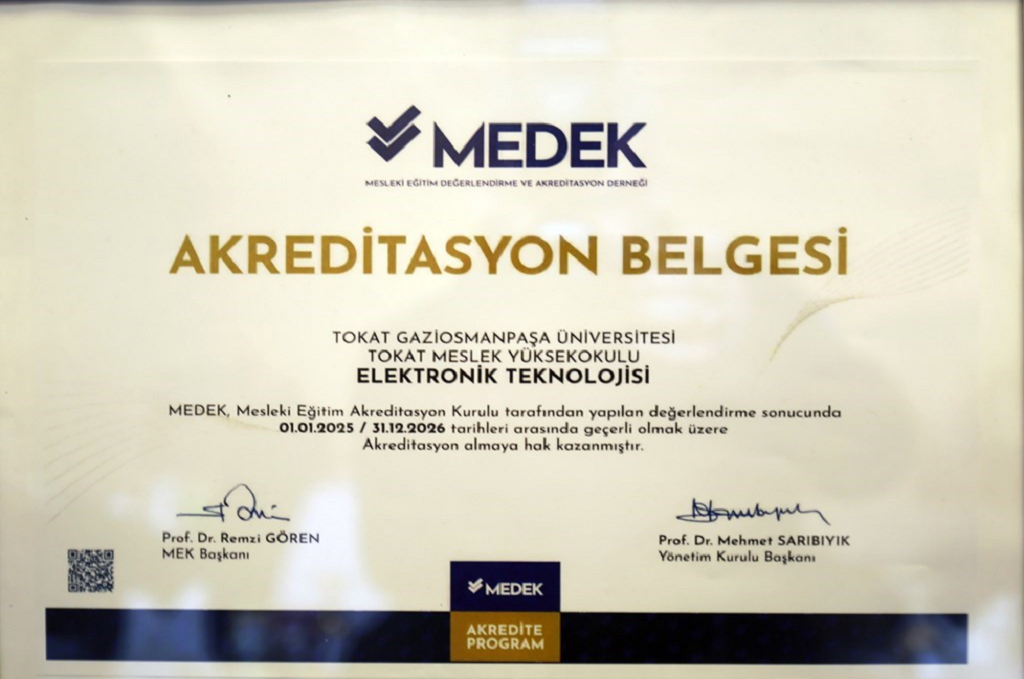 MEDEK
MESLEKİ EĞİTİM DEĞERLENDİRME VE AKREDİTASYON DERNEĞİ
AKREDİTASYON BELGESİ
TOKAT GAZİOSMANPAŞA ÜNİVERSİTESİ
TOKAT MESLEK YÜKSEKOKULU
ELEKTRONİK TEKNOLOJİSİ
MEDEK, Mesleki Eğitim Akreditasyon Kurulu tarafından yapılan değerlendirme sonucunda
01.01.2025 / 31.12.2026 tarihleri arasında geçerli olmak üzere
Akreditasyon almaya hak kazanmıştır.
Prof. Dr. Remzi GÖREN
MEK Başkanı
Prof. Dr. Mehmet SARIBIYIK
Yönetim Kurulu Başkanı
MEDEK
AKREDİTE
PROGRAM